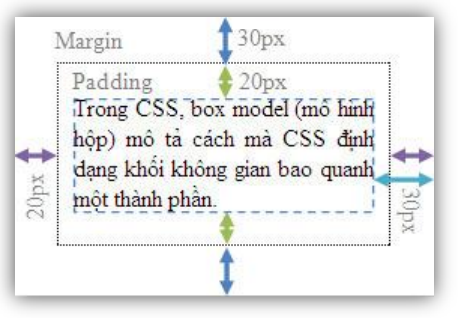 Margin
30px
Padding
20px
Trong CSS, box model (mô hình
hộp) mô tả cách mà CSS định
dạng khối không gian bao quanh
một thành phần.
20px
30px